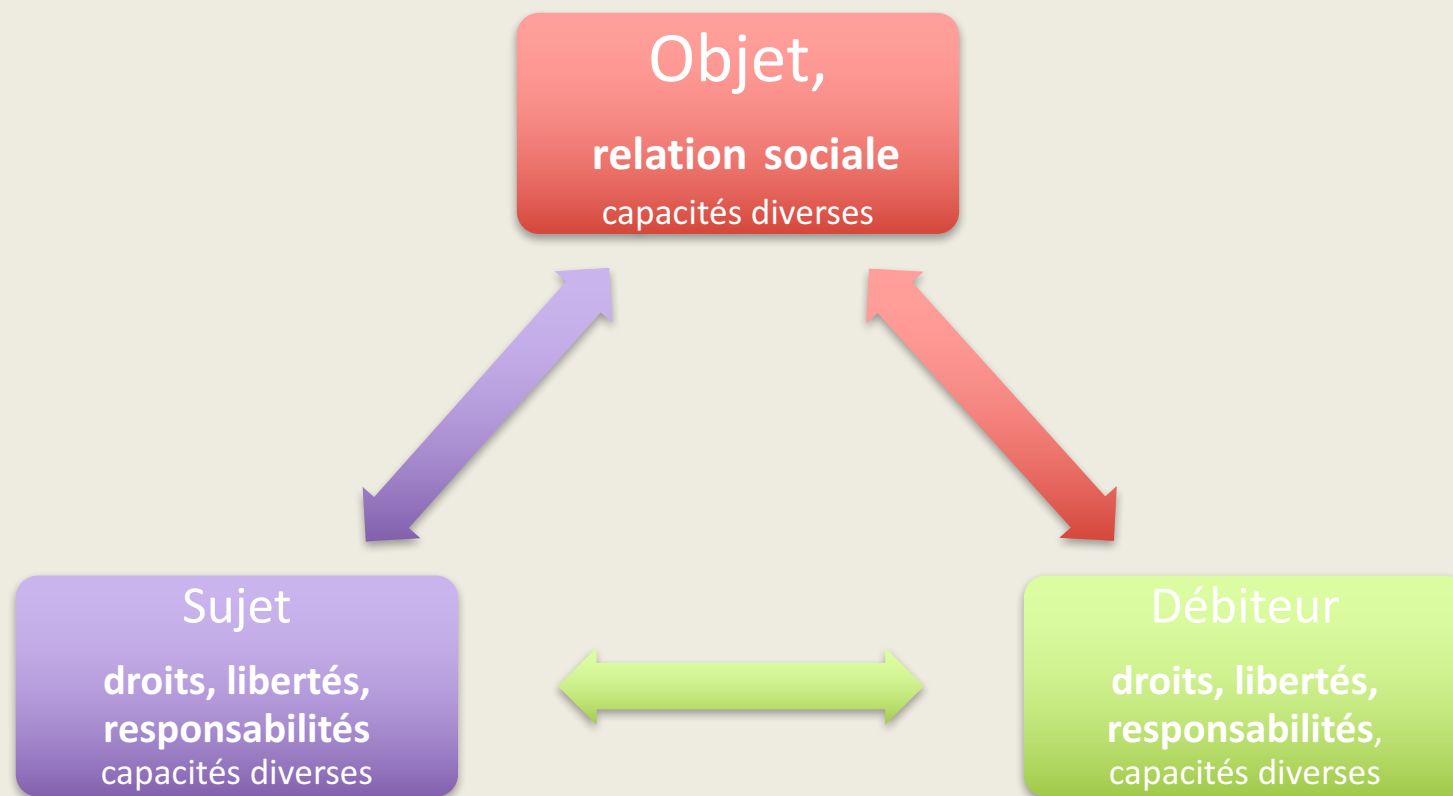 Objet,
relation sociale
capacités diverses
Sujet
droits, libertés,
responsabilités
capacités diverses
Débiteur
droits, libertés,
responsabilités,
capacités diverses